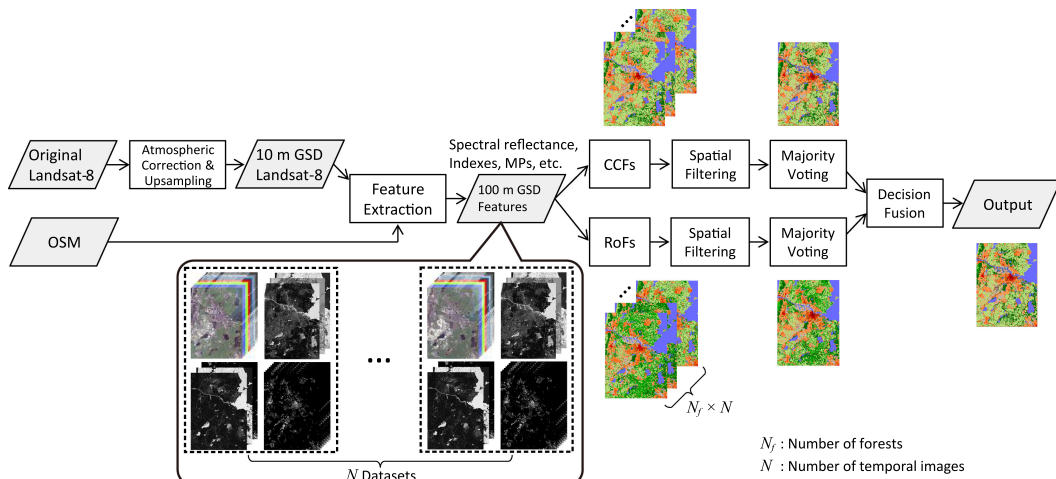 Original
Landsat-8
Atmospheric
Correction &
Upsampling
10 m GSD
Landsat-8
OSM
Feature
Extraction
Spectral reflectance,
Indexes, MPs, etc.
100 m GSD
Features
CCFs
Spatial
Filtering
Majority
Voting
RoFs
Spatial
Filtering
Majority
Voting
Decision
Fusion
Output
N Datasets
N_f × N
N_f : Number of forests
N : Number of temporal images